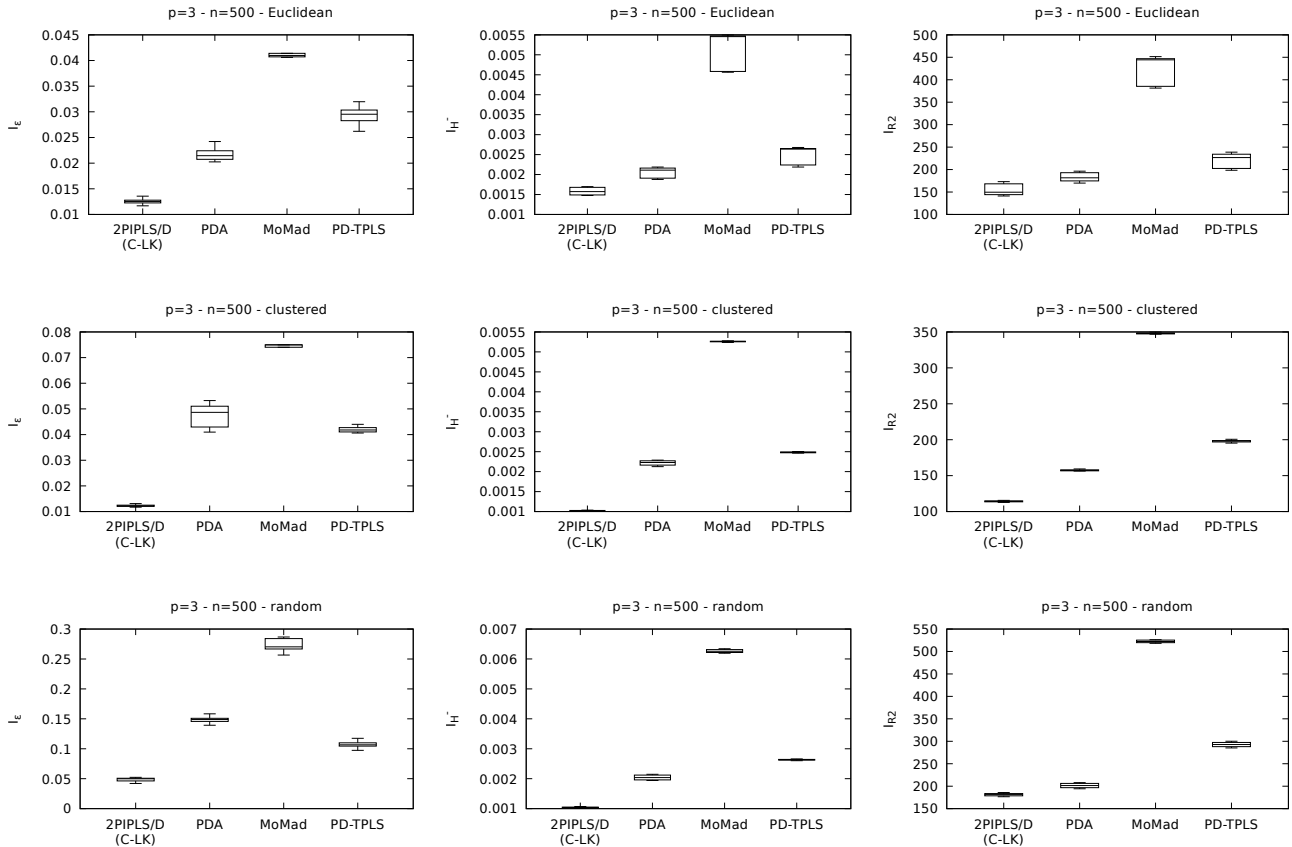 p=3 - n=500 - Euclidean
0.045
0.04
0.035
0.03
0.025
0.02
0.015
0.01
Iε
2PIPLS/D (C-LK)
PDA
MoMad
PD-TPLS
p=3 - n=500 - Euclidean
0.0055
0.005
0.0045
0.004
0.0035
0.003
0.0025
0.002
0.0015
0.001
IH-
2PIPLS/D (C-LK)
PDA
MoMad
PD-TPLS
p=3 - n=500 - Euclidean
500
450
400
350
300
250
200
150
100
IR2
2PIPLS/D (C-LK)
PDA
MoMad
PD-TPLS
p=3 - n=500 - clustered
0.08
0.07
0.06
0.05
0.04
0.03
0.02
0.01
Iε
2PIPLS/D (C-LK)
PDA
MoMad
PD-TPLS
p=3 - n=500 - clustered
0.0055
0.005
0.0045
0.004
0.0035
0.003
0.0025
0.002
0.0015
0.001
IH-
2PIPLS/D (C-LK)
PDA
MoMad
PD-TPLS
p=3 - n=500 - clustered
350
300
250
200
150
100
IR2
2PIPLS/D (C-LK)
PDA
MoMad
PD-TPLS
p=3 - n=500 - random
0.3
0.25
0.2
0.15
0.1
0.05
0
Iε
2PIPLS/D (C-LK)
PDA
MoMad
PD-TPLS
p=3 - n=500 - random
0.007
0.006
0.005
0.004
0.003
0.002
0.001
IH-
2PIPLS/D (C-LK)
PDA
MoMad
PD-TPLS
p=3 - n=500 - random
550
500
450
400
350
300
250
200
150
IR2
2PIPLS/D (C-LK)
PDA
MoMad
PD-TPLS